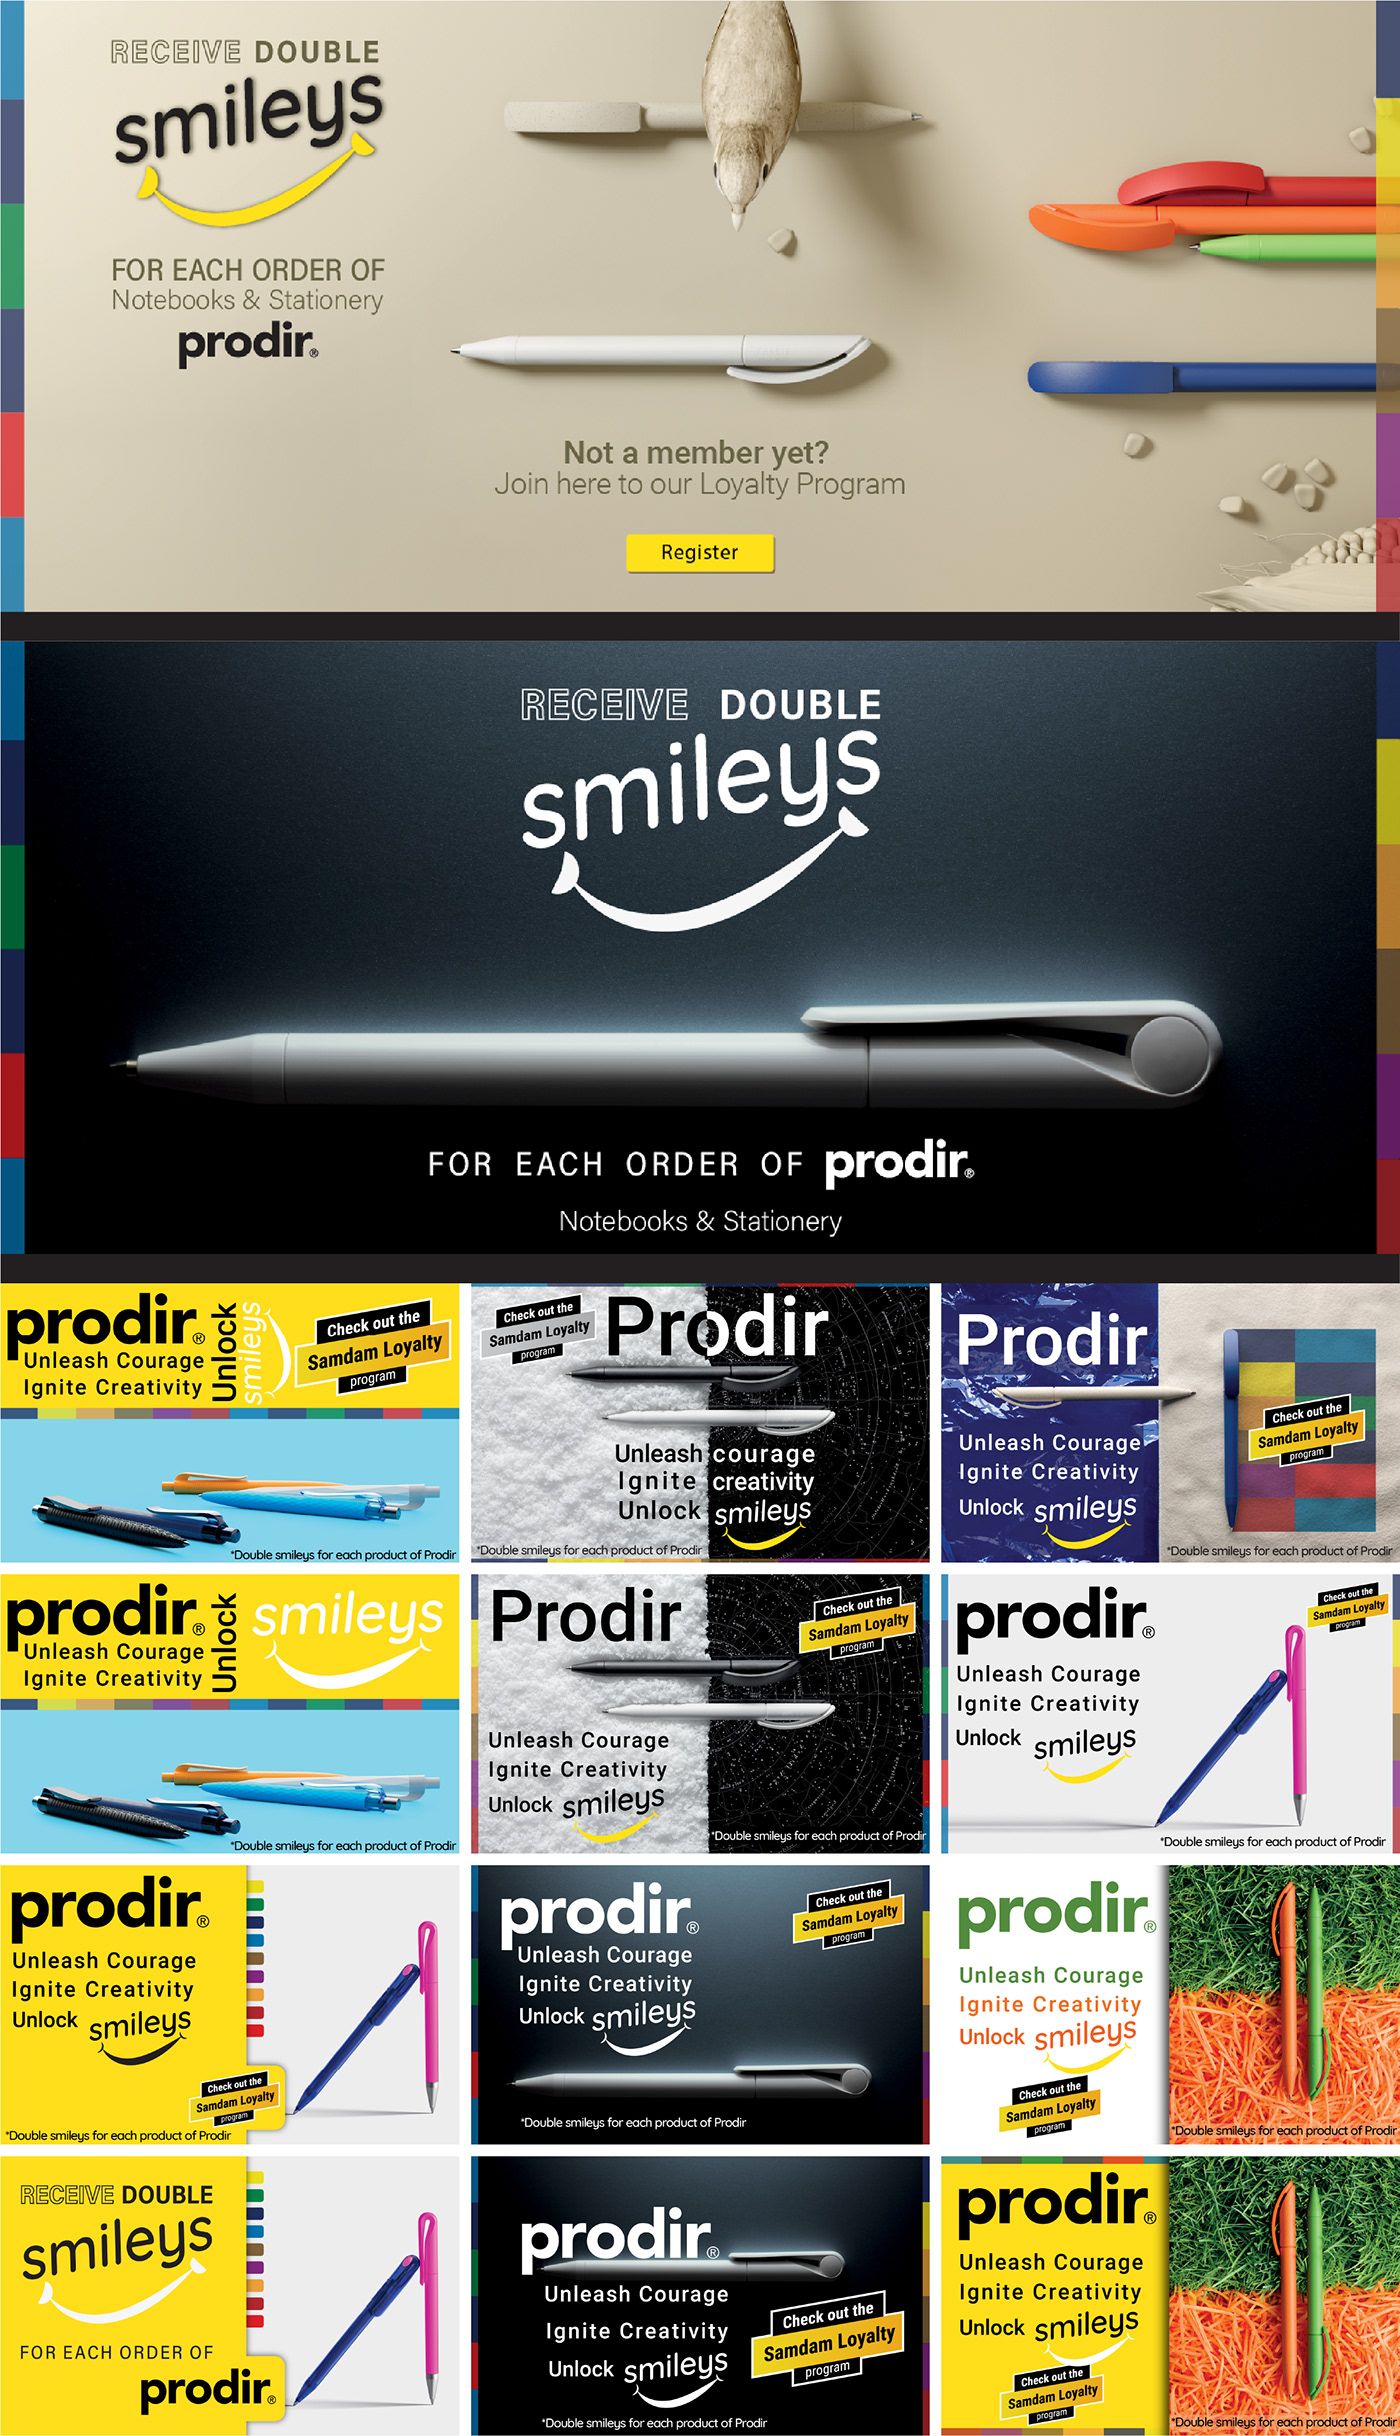 RECEIVE DOUBLE
smileys
FOR EACH ORDER OF
Notebooks & Stationery
prodir®
Not a member yet?
Join here to our Loyalty Program
Register
RECEIVE DOUBLE
smileys
FOR EACH ORDER OF prodir®
Notebooks & Stationery
prodir®
Unleash Courage
Ignite Creativity
Unlock
smileys
Check out the
Samdam Loyalty
program
*Double smileys for each product of Prodir
Check out the
Samdam Loyalty
program
Prodir
Unleash courage
Ignite creativity
Unlock smileys
*Double smileys for each product of Prodir
Prodir
Unleash Courage
Ignite Creativity
Unlock smileys
Check out the
Samdam Loyalty
program
*Double smileys for each product of Prodir
prodir®
Unleash Courage
Ignite Creativity
Unlock
smileys
*Double smileys for each product of Prodir
Prodir
Check out the
Samdam Loyalty
program
Unleash Courage
Ignite Creativity
Unlock smileys
*Double smileys for each product of Prodir
prodir®
Check out the
Samdam Loyalty
program
Unleash Courage
Ignite Creativity
Unlock smileys
*Double smileys for each product of Prodir
prodir®
Unleash Courage
Ignite Creativity
Unlock smileys
Check out the
Samdam Loyalty
program
*Double smileys for each product of Prodir
prodir®
Unleash Courage
Ignite Creativity
Unlock smileys
Check out the
Samdam Loyalty
program
*Double smileys for each product of Prodir
prodir®
Unleash Courage
Ignite Creativity
Unlock smileys
Check out the
Samdam Loyalty
program
*Double smileys for each product of Prodir
RECEIVE DOUBLE
smileys
FOR EACH ORDER OF
prodir®
prodir®
Unleash Courage
Ignite Creativity
Unlock smileys
Check out the
Samdam Loyalty
program
*Double smileys for each product of Prodir
prodir®
Unleash Courage
Ignite Creativity
Unlock smileys
Check out the
Samdam Loyalty
program
*Double smileys for each product of Prodir